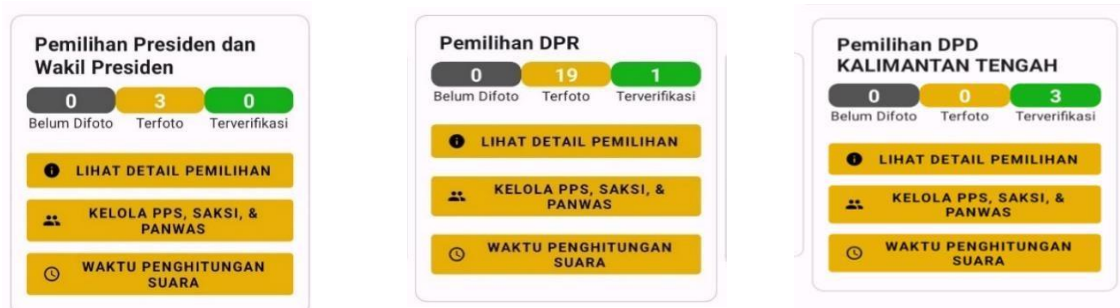 Pemilihan Presiden dan
Wakil Presiden
0 3 0
Belum Difoto Terfoto Terverifikasi
LIHAT DETAIL PEMILIHAN
KELOLA PPS, SAKSI, &
PANWAS
WAKTU PENGHITUNGAN
SUARA
Pemilihan DPR
0 19 1
Belum Difoto Terfoto Terverifikasi
LIHAT DETAIL PEMILIHAN
KELOLA PPS, SAKSI, &
PANWAS
WAKTU PENGHITUNGAN
SUARA
Pemilihan DPD
KALIMANTAN TENGAH
0 0 3
Belum Difoto Terfoto Terverifikasi
LIHAT DETAIL PEMILIHAN
KELOLA PPS, SAKSI, &
PANWAS
WAKTU PENGHITUNGAN
SUARA